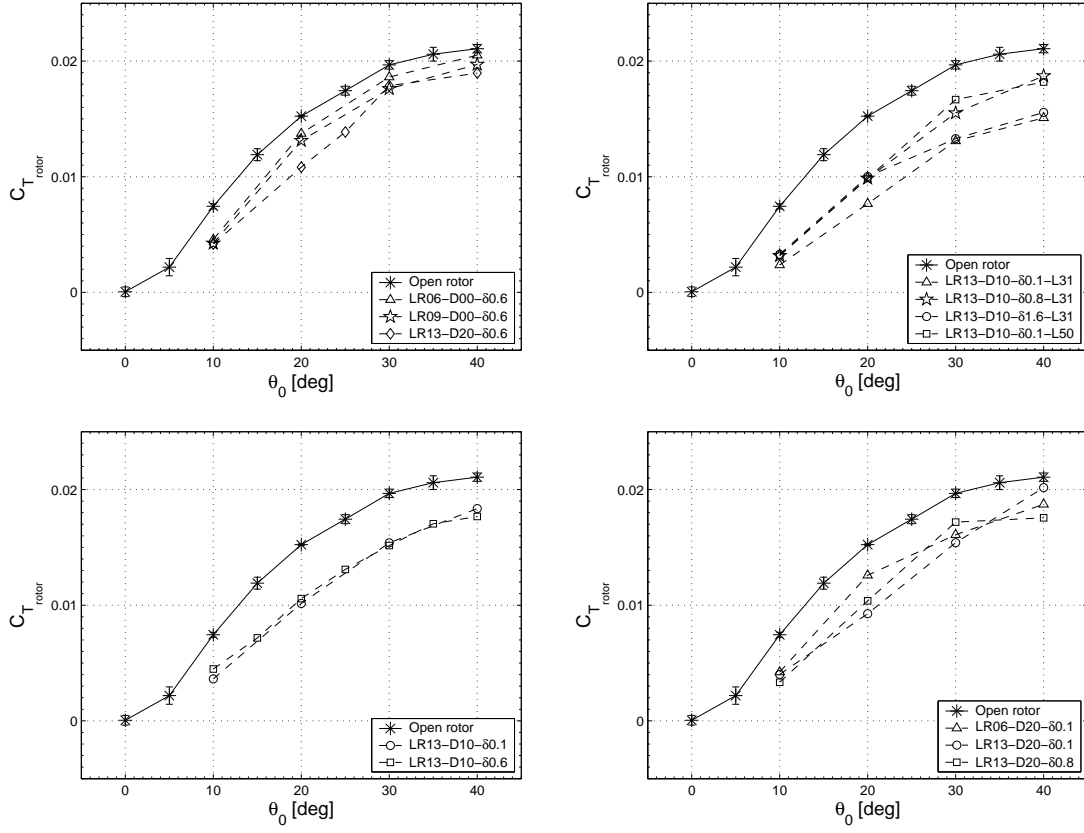 0.02
0.01
0
C_T_rotor
0 10 20 30 40
θ_0 [deg]
Open rotor
LR06−D00−δ0.6
LR09−D00−δ0.6
LR13−D20−δ0.6
0.02
0.01
0
C_T_rotor
0 10 20 30 40
θ_0 [deg]
Open rotor
LR13−D10−δ0.1−L31
LR13−D10−δ0.8−L31
LR13−D10−δ1.6−L31
LR13−D10−δ0.1−L50
0.02
0.01
0
C_T_rotor
0 10 20 30 40
θ_0 [deg]
Open rotor
LR13−D10−δ0.1
LR13−D10−δ0.6
0.02
0.01
0
C_T_rotor
0 10 20 30 40
θ_0 [deg]
Open rotor
LR06−D20−δ0.1
LR13−D20−δ0.1
LR13−D20−δ0.8